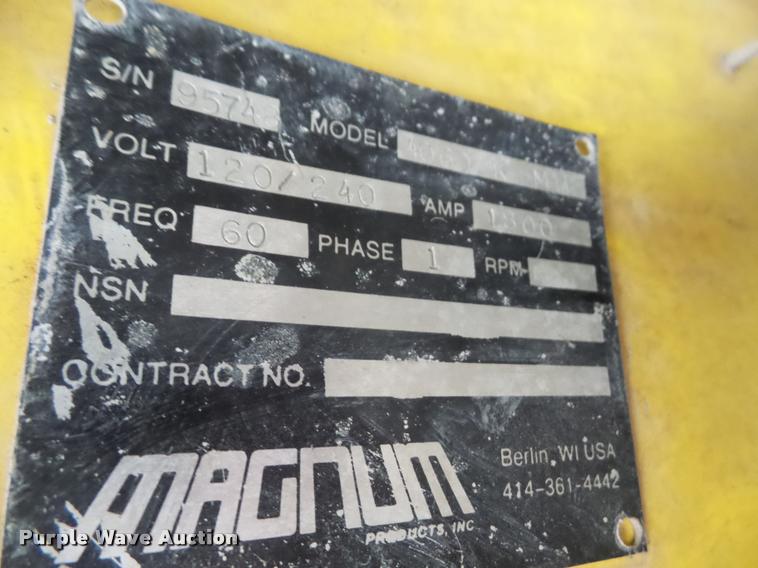 S/N 95743 MODEL
VOLT 120/240 AMP 1800
FREQ 60 PHASE 1 RPM
NSN
CONTRACT NO.
MAGNUM
PRODUCTS, INC
Berlin, WI USA
414-361-4442
Purple Wave Auction